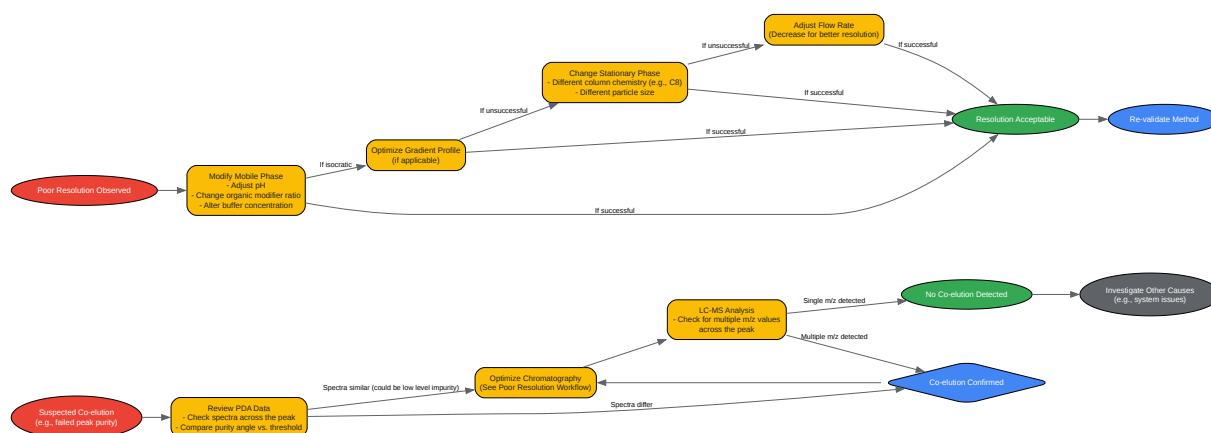 Adjust Flow Rate
(Decrease for better resolution)
If unsuccessful
If successful
Change Stationary Phase
- Different column chemistry (e.g., C8)
- Different particle size
If successful
If unsuccessful
Resolution Acceptable
Re-validate Method
If successful
Optimize Gradient Profile
(if applicable)
If isocratic
Modify Mobile Phase
- Adjust pH
- Change organic modifier ratio
- Alter buffer concentration
Poor Resolution Observed
If successful
No Co-elution Detected
Investigate Other Causes
(e.g., system issues)
Single m/z detected
LC-MS Analysis
- Check for multiple m/z values
across the peak
Multiple m/z detected
Optimize Chromatography
(See Poor Resolution Workflow)
Co-elution Confirmed
Spectra similar (could be low level impurity)
Spectra differ
Suspected Co-elution
(e.g., failed peak purity)
Review PDA Data
- Check spectra across the peak
- Compare purity angle vs. threshold